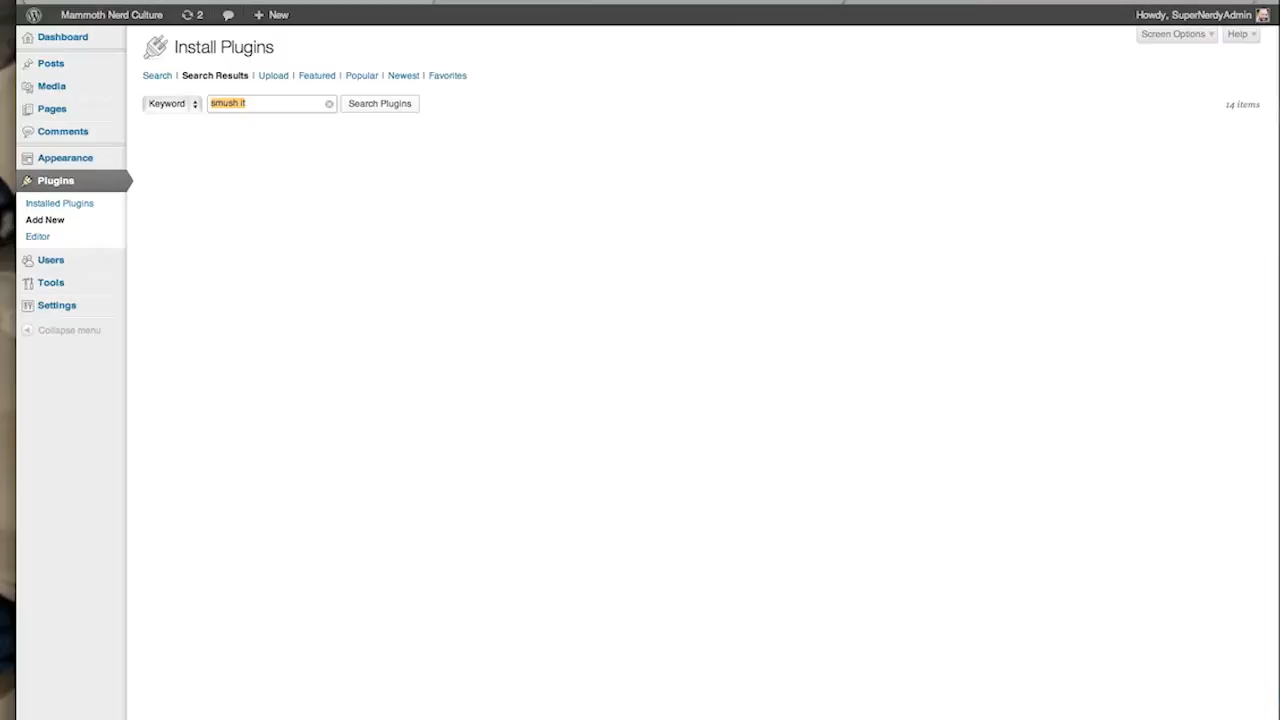 Mammoth Nerd Culture 2 + New Howdy, SuperNerdyAdmin
Dashboard
Posts
Media
Pages
Comments
Appearance
Plugins
Installed Plugins
Add New
Editor
Users
Tools
Settings
Collapse menu
Screen Options Help
Install Plugins
Search | Search Results | Upload | Featured | Popular | Newest | Favorites
Keyword smush it Search Plugins 14 items